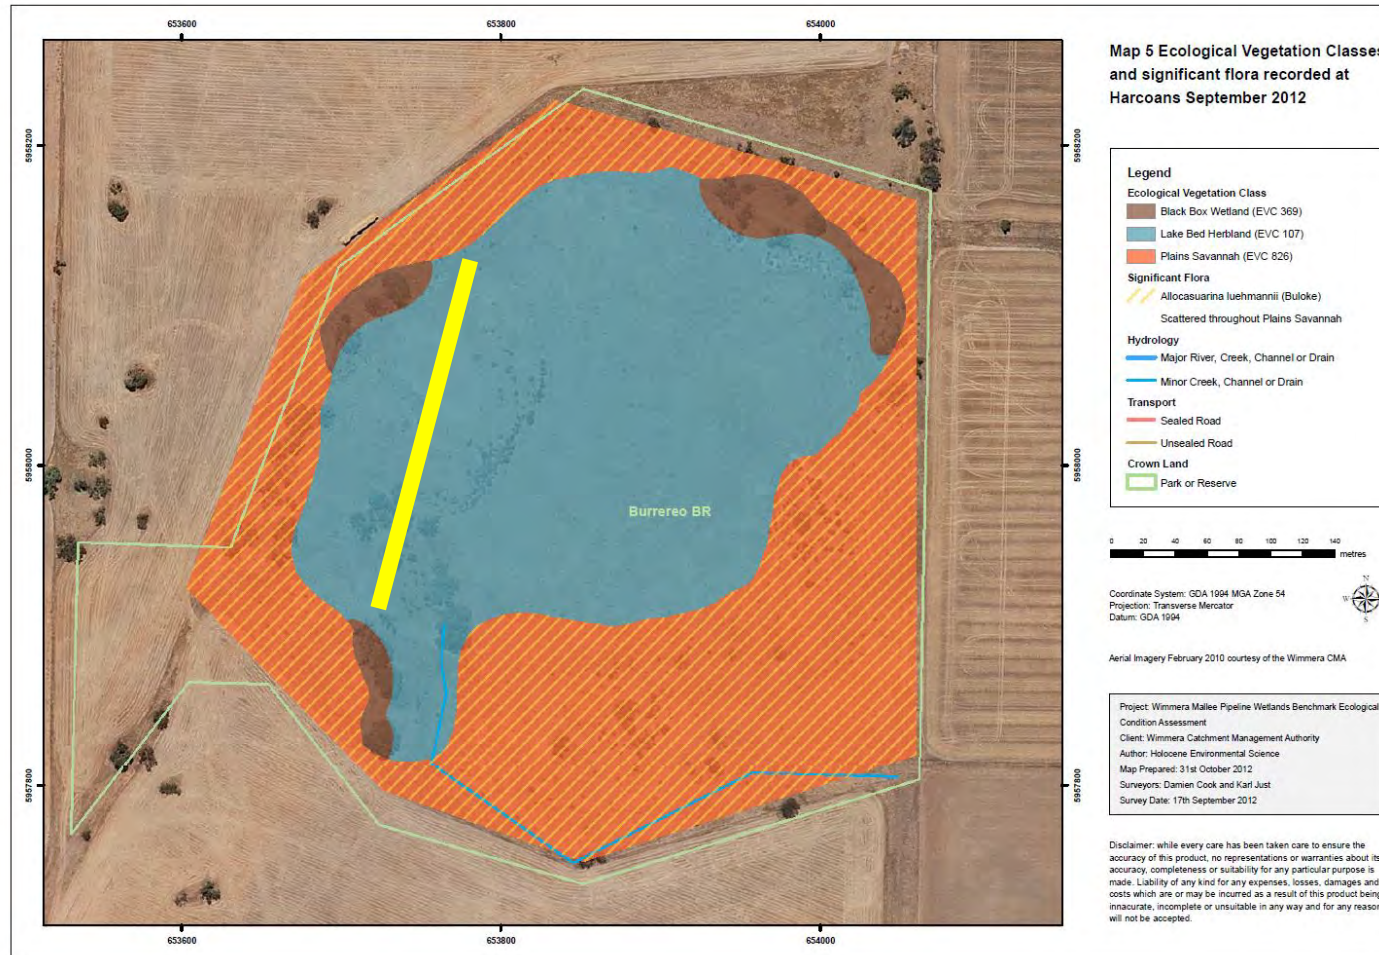 653600
653800
654000
5958200
5958000
5957800
Burrereo BR
5958200
5958000
5957800
653600
653800
654000
Map 5 Ecological Vegetation Classes
and significant flora recorded at
Harcoans September 2012
Legend
Ecological Vegetation Class
Black Box Wetland (EVC 369)
Lake Bed Herbland (EVC 107)
Plains Savannah (EVC 826)
Significant Flora
Allocasuarina luehmannii (Buloke)
Scattered throughout Plains Savannah
Hydrology
Major River, Creek, Channel or Drain
Minor Creek, Channel or Drain
Transport
Sealed Road
Unsealed Road
Crown Land
Park or Reserve
0 20 40 60 80 100 120 140
metres
N
W
S
Coordinate System: GDA 1994 MGA Zone 54
Projection: Transverse Mercator
Datum: GDA 1994
Aerial Imagery February 2010 courtesy of the Wimmera CMA
Project: Wimmera Mallee Pipeline Wetlands Benchmark Ecological
Condition Assessment
Client: Wimmera Catchment Management Authority
Author: Holocene Environmental Science
Map Prepared: 31st October 2012
Surveyors: Damien Cook and Karl Just
Survey Date: 17th September 2012
Disclaimer: while every care has been taken care to ensure the
accuracy of this product, no representations or warranties about its
accuracy, completeness or suitability for any particular purpose is
made. Liability of any kind for any expenses, losses, damages and
costs which are or may be incurred as a result of this product being
innacurate, incomplete or unsuitable in any way and for any reason
will not be accepted.